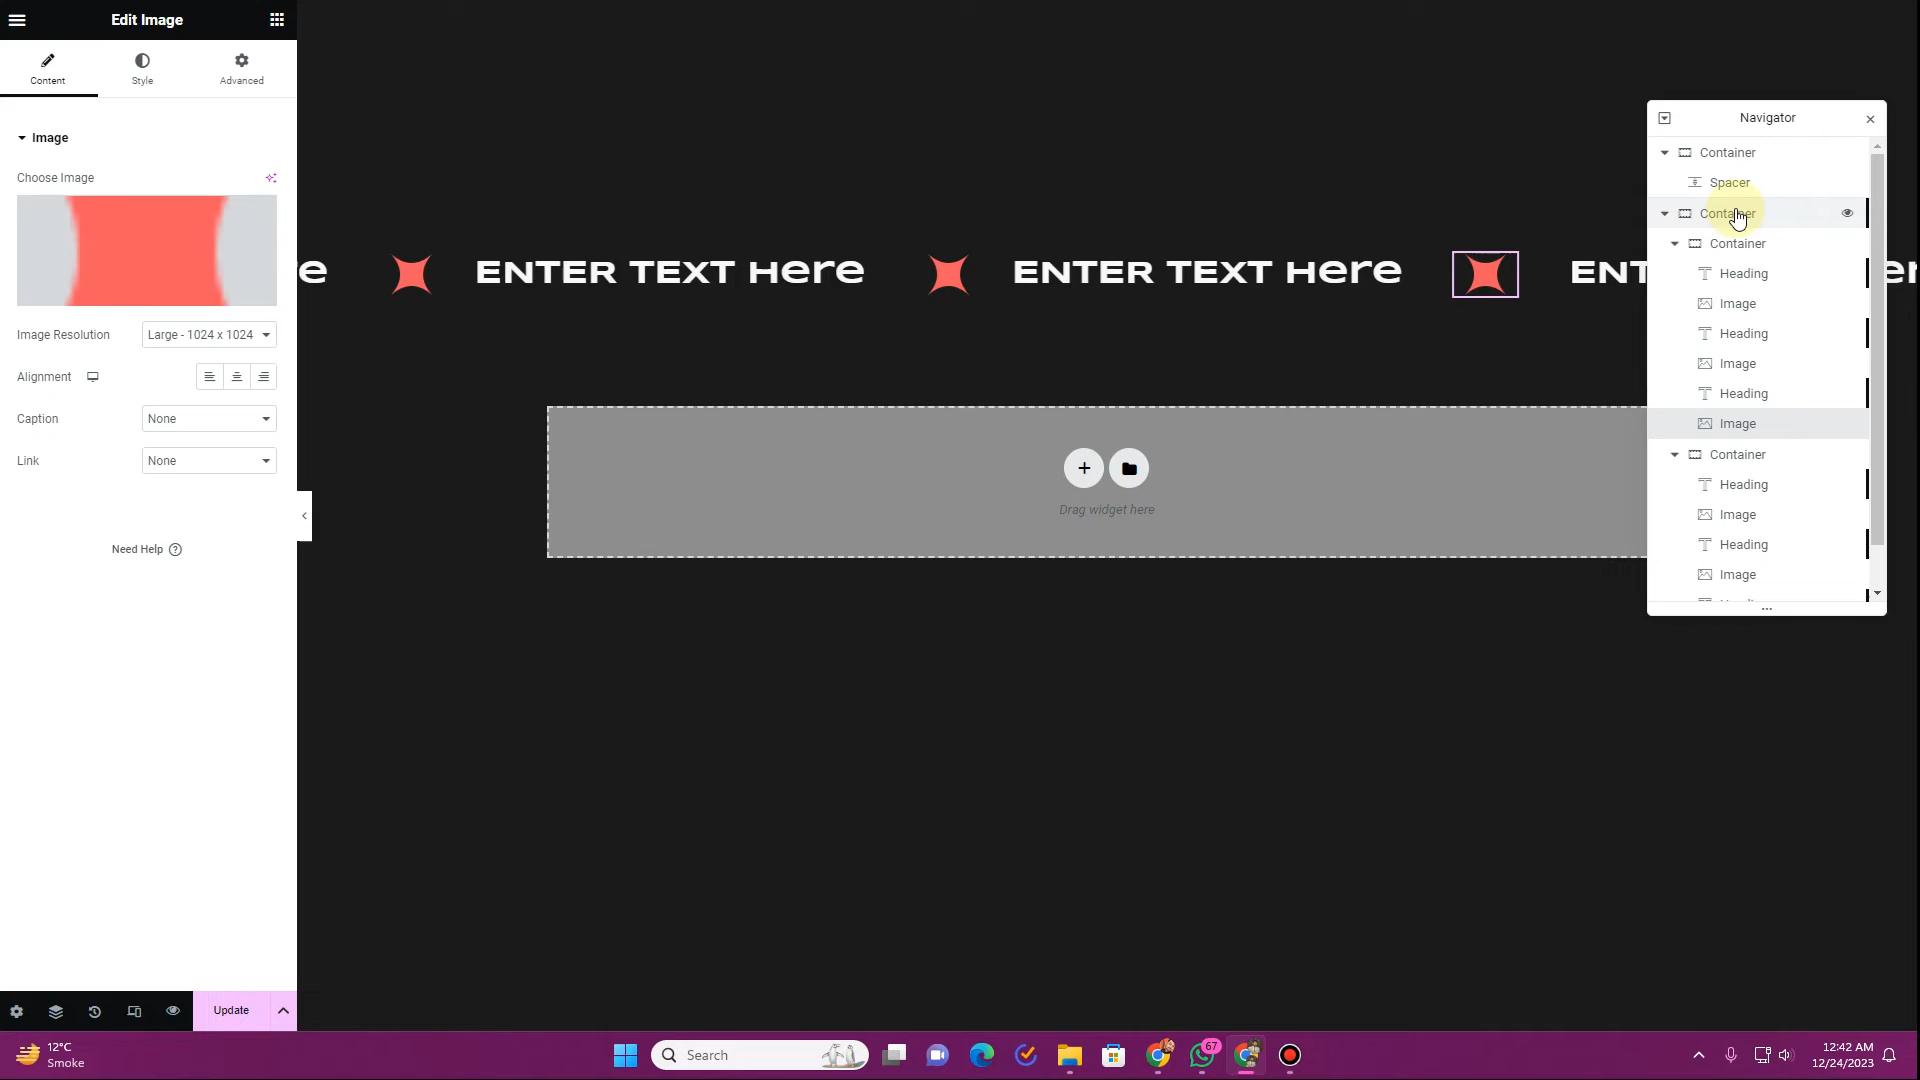 Edit Image
Content
Style
Advanced
Image
Choose Image
Image Resolution
Large - 1024 x 1024
Alignment
Caption
None
Link
None
Need Help
Update
ere
ENTER TEXT Here
ENTER TEXT Here
ENT
er
Drag widget here
Navigator
Container
Spacer
Container
Container
Heading
Image
Heading
Image
Heading
Image
Container
Heading
Image
Heading
Image
12°C
Smoke
Search
67
12:42 AM
12/24/2023